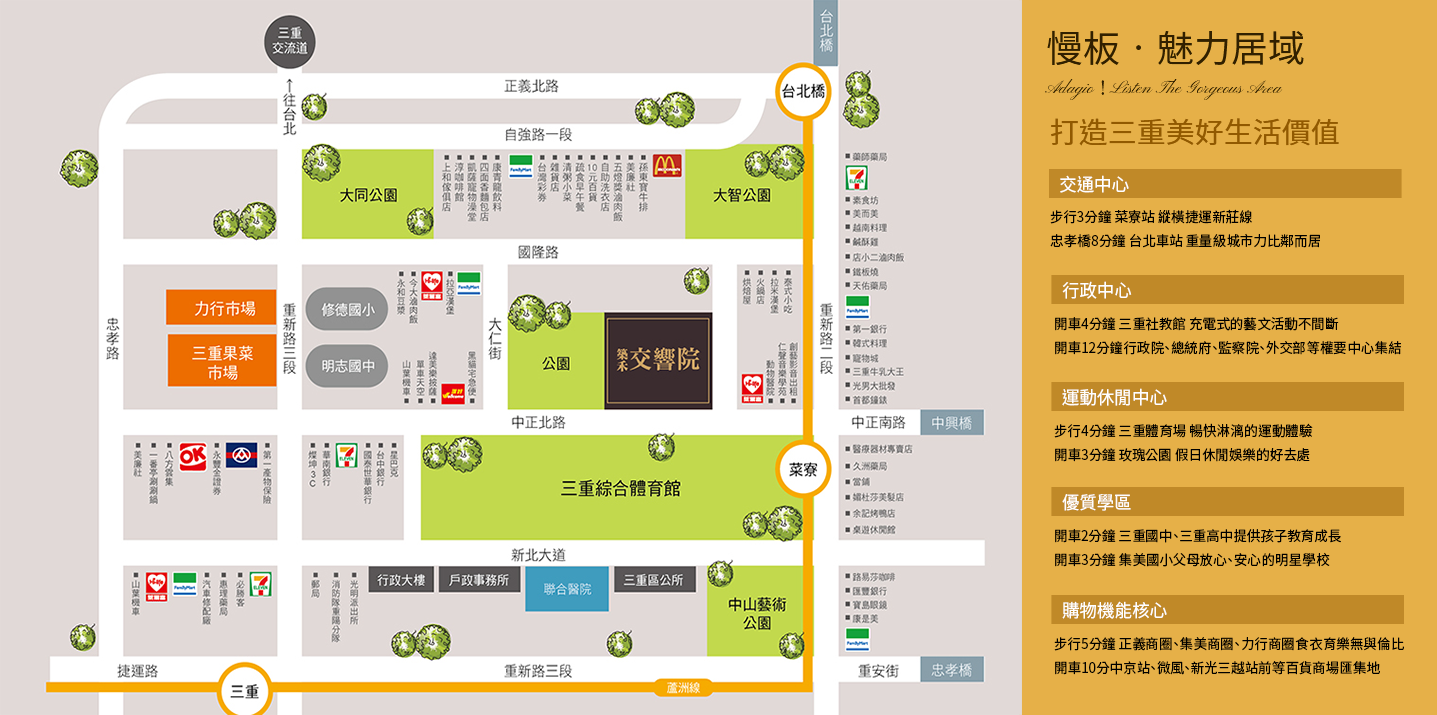 台北橋
三重
交流道
↑往台北
正義北路
台北橋
自強路一段
大同公園
上和傢俱店
淳咖啡館
凱薩寵物澡堂
四面香麵包店
康青龍飲料
FamilyMart
台灣彩券
雜貨店
清粥小菜
蔬食早午餐
10元百貨
自助洗衣店
五燈獎滷肉飯
美廉社
孫東寶牛排
大智公園
藥師藥局
7-ELEVEN
素食坊
美而美
越南料理
鹹酥雞
店小二滷肉飯
鐵板燒
天佑藥局
FamilyMart
第一銀行
韓式料理
寵物城
三重牛乳大王
光男大批發
首都鐘錶
國隆路
力行市場
三重果菜
市場
忠孝路
重新路三段
修德國小
明志國中
永和豆漿
今大滷肉飯
拉亞漢堡
FamilyMart
山葉機車
單車天空
達美樂披薩
黑貓宅急便
大仁街
公園
築禾
交響院
烘焙屋
火鍋店
拉米漢堡
泰式小吃
動物醫院
仁聲音樂學苑
創藝影音出租
重新路二段
中正北路
中正南路
中興橋
美廉社
一番亭涮涮鍋
八方雲集
OK
永豐金證券
第一產物保險
燦坤3C
華南銀行
7-ELEVEN
國泰世華銀行
台中銀行
星巴克
三重綜合體育館
菜寮
醫療器材專賣店
久洲藥局
當鋪
媚杜莎美髮店
余記烤鴨店
桌遊休閒館
新北大道
山葉機車
FamilyMart
汽車修配廠
惠理藥局
必勝客
7-ELEVEN
郵局
消防隊重陽分隊
光明派出所
行政大樓
戶政事務所
聯合醫院
三重區公所
中山藝術
公園
路易莎咖啡
匯豐銀行
寶島眼鏡
康是美
FamilyMart
捷運路
重新路三段
重安街
忠孝橋
三重
蘆洲線
慢板・魅力居域
Adagio！Listen The Gorgeous Area
打造三重美好生活價值
交通中心
步行3分鐘 菜寮站 縱橫捷運新莊線
忠孝橋8分鐘 台北車站 重量級城市力比鄰而居
行政中心
開車4分鐘 三重社教館 充電式的藝文活動不間斷
開車12分鐘行政院、總統府、監察院、外交部等權要中心集結
運動休閒中心
步行4分鐘 三重體育場 暢快淋漓的運動體驗
開車3分鐘 玫瑰公園 假日休閒娛樂的好去處
優質學區
開車2分鐘 三重國中、三重高中提供孩子教育成長
開車3分鐘 集美國小父母放心、安心的明星學校
購物機能核心
步行5分鐘 正義商圈、集美商圈、力行商圈食衣育樂無與倫比
開車10分中京站、微風、新光三越站前等百貨商場匯集地